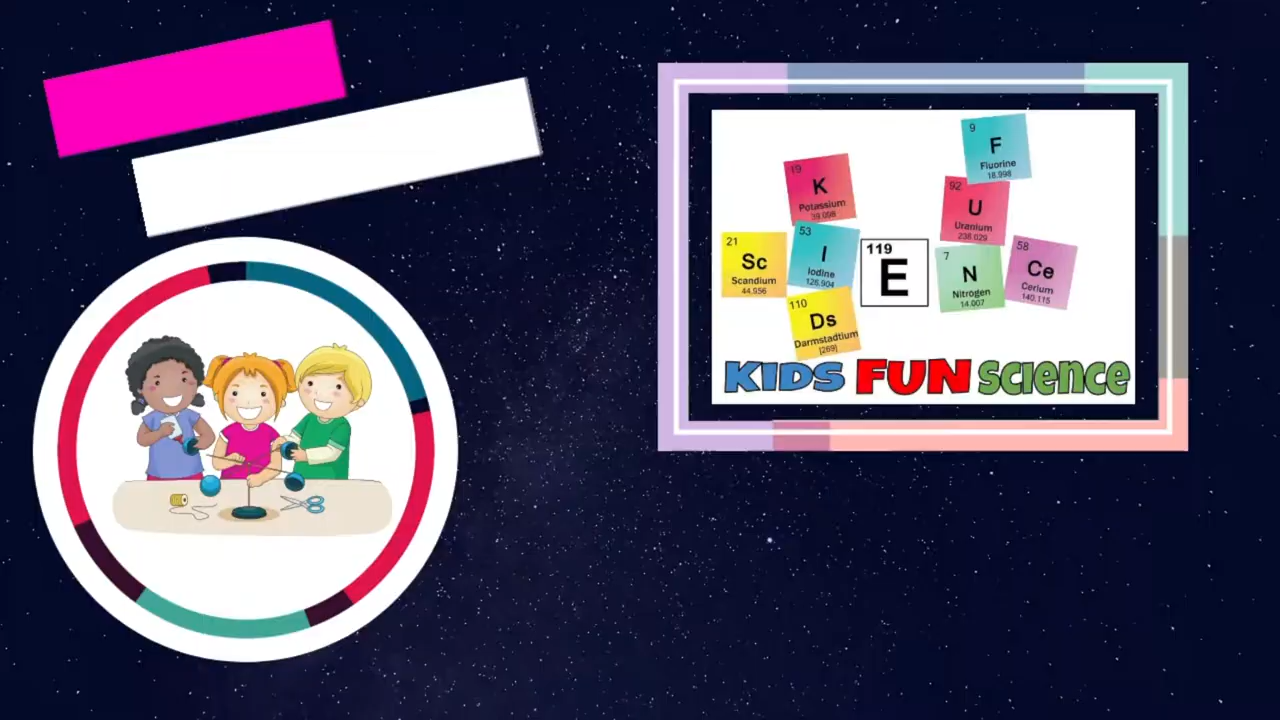 9
F
Fluorine
18.998
19
K
Potassium
39.098
92
U
Uranium
238.029
21
Sc
Scandium
44.956
53
I
Iodine
126.904
119
E
7
N
Nitrogen
14.007
58
Ce
Cerium
140.115
110
Ds
Darmstadtium
[269]
KIDS FUN SCIENCE